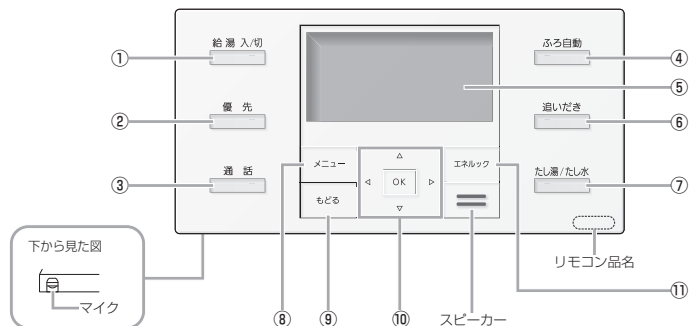 給 湯 入/切
ふろ自動
①
④
⑤
優 先
追いだき
②
⑥
通 話
メニュー
エネルック
たし湯/たし水
③
OK
⑦
もどる
下から見た図
リモコン品名
マイク
⑧
⑨
⑩
スピーカー
⑪